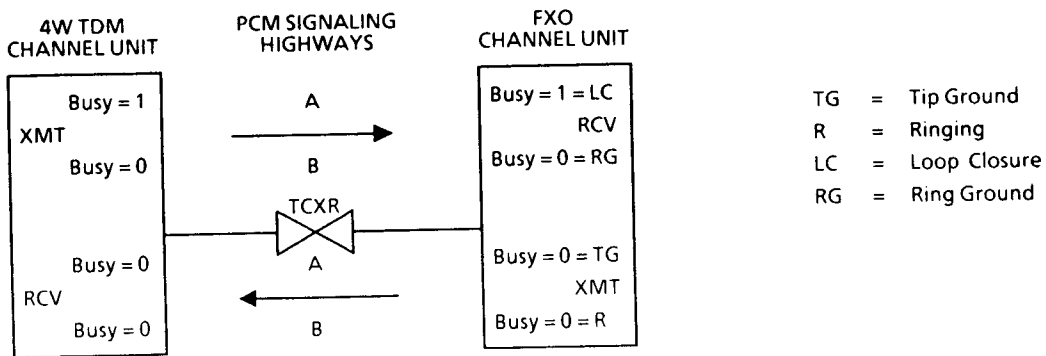 4W TDM
CHANNEL UNIT
PCM SIGNALING
HIGHWAYS
FXO
CHANNEL UNIT
Busy = 1
XMT
Busy = 0
Busy = 0
RCV
Busy = 0
A
B
TCXR
A
B
Busy = 1 = LC
RCV
Busy = 0 = RG
Busy = 0 = TG
XMT
Busy = 0 = R
TG = Tip Ground
R = Ringing
LC = Loop Closure
RG = Ring Ground